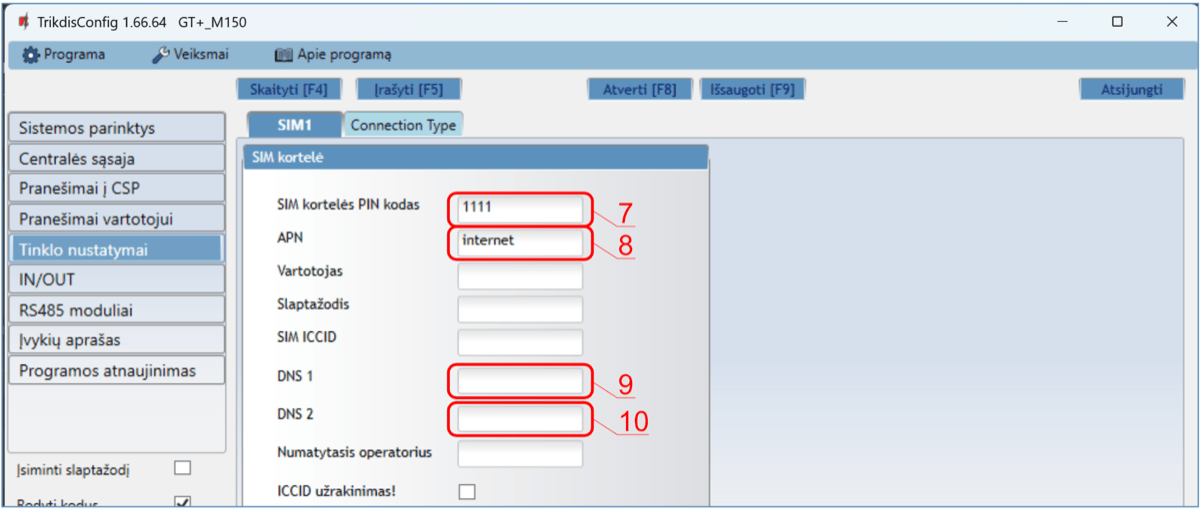 TrikdisConfig 1.66.64 GT+_M150
Programa Veiksmai Apie programą
Skaityti [F4] Įrašyti [F5] Atverti [F8] Išsaugoti [F9] Atsijungti
Sistemos parinktys
Centralės sąsaja
Pranešimai į CSP
Pranešimai vartotojui
Tinklo nustatymai
IN/OUT
RS485 moduliai
Įvykių aprašas
Programos atnaujinimas
Įsiminti slaptažodį
Rodyti kodus
SIM1 Connection Type
SIM kortelė
SIM kortelės PIN kodas 1111 7
APN internet 8
Vartotojas
Slaptažodis
SIM ICCID
DNS 1 9
DNS 2 10
Numatytasis operatorius
ICCID užrakinimas!